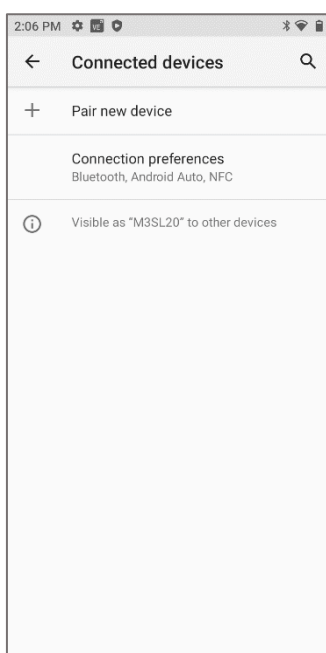 2:06 PM
Connected devices
Pair new device
Connection preferences
Bluetooth, Android Auto, NFC
Visible as "M3SL20" to other devices